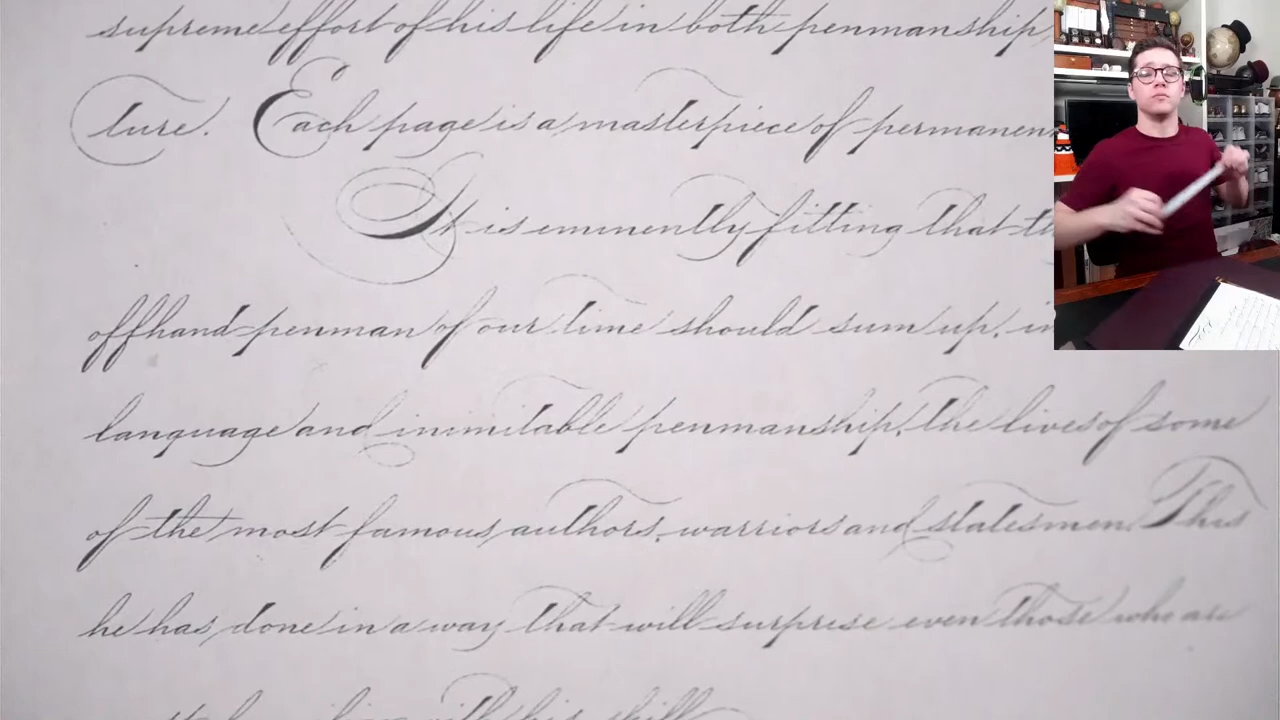 supreme effort of his life in both penmanship,
ture. Each page is a masterpiece of
It is eminently fitting that
offhand penman of our time should sum up, in
language and inimitable penmanship, the lives of some
of the most famous authors, warriors and statesmen. This
he has done in a way that will surprise even those who are
with his skill